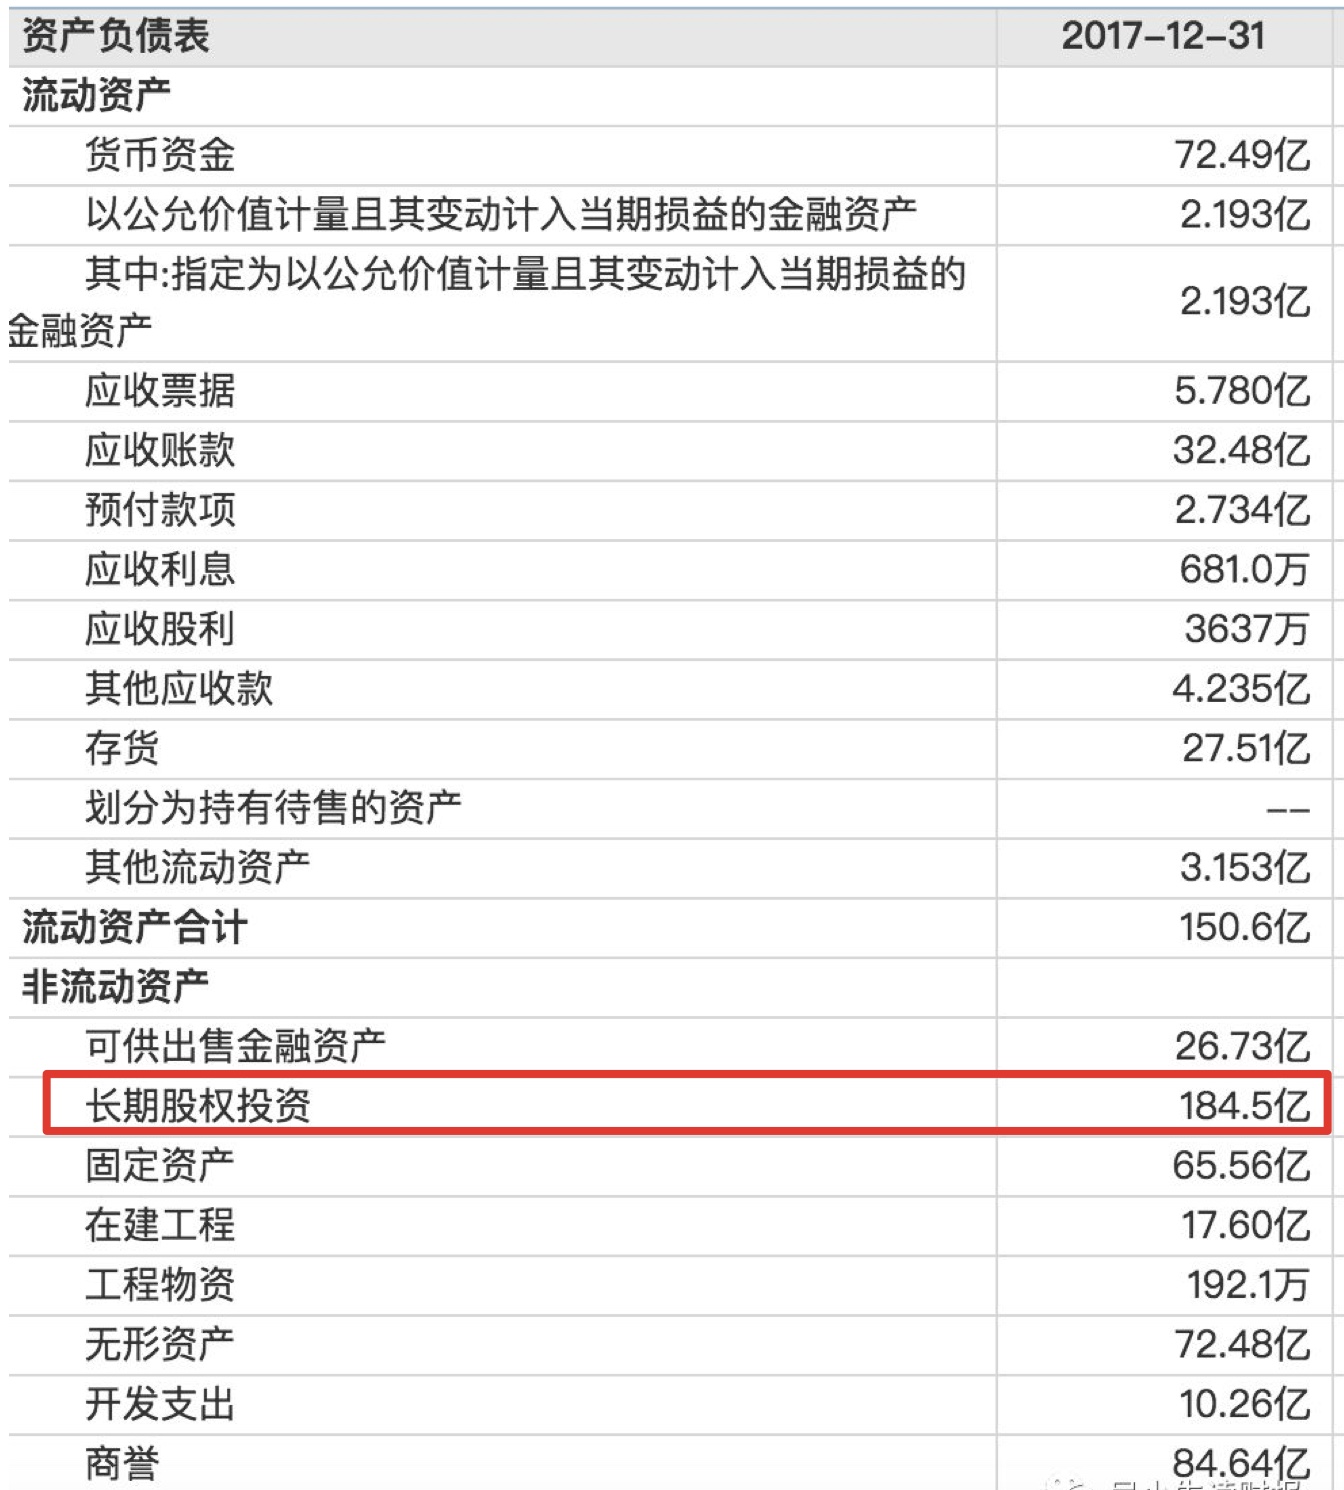 资产负债表 2017-12-31
流动资产
货币资金 72.49亿
以公允价值计量且其变动计入当期损益的金融资产 2.193亿
其中:指定为以公允价值计量且其变动计入当期损益的
金融资产 2.193亿
应收票据 5.780亿
应收账款 32.48亿
预付款项 2.734亿
应收利息 681.0万
应收股利 3637万
其他应收款 4.235亿
存货 27.51亿
划分为持有待售的资产 --
其他流动资产 3.153亿
流动资产合计 150.6亿
非流动资产
可供出售金融资产 26.73亿
长期股权投资 184.5亿
固定资产 65.56亿
在建工程 17.60亿
工程物资 192.1万
无形资产 72.48亿
开发支出 10.26亿
商誉 84.64亿